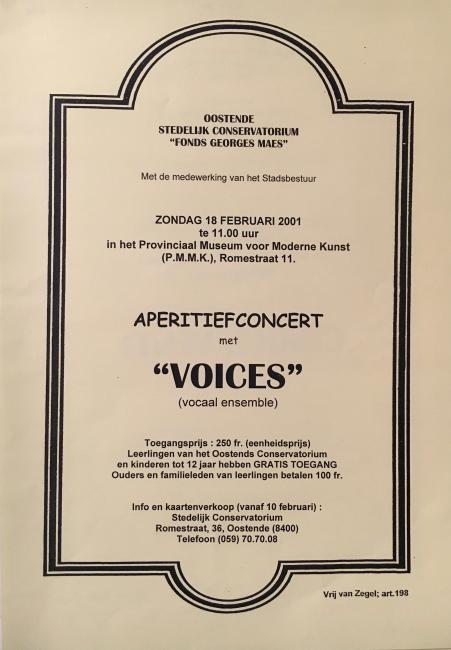 OOSTENDE
STEDELIJK CONSERVATORIUM
"FONDS GEORGES MAES"
Met de medewerking van het Stadsbestuur
ZONDAG 18 FEBRUARI 2001
te 11.00 uur
in het Provinciaal Museum voor Moderne Kunst
(P.M.M.K.), Romestraat 11.
APERITIEFCONCERT
met
"VOICES"
(vocaal ensemble)
Toegangsprijs : 250 fr. (eenheidsprijs)
Leerlingen van het Oostends Conservatorium
en kinderen tot 12 jaar hebben GRATIS TOEGANG
Ouders en familieleden van leerlingen betalen 100 fr.
Info en kaartenverkoop (vanaf 10 februari) :
Stedelijk Conservatorium
Romestraat, 36, Oostende (8400)
Telefoon (059) 70.70.08
Vrij van Zegel; art.198